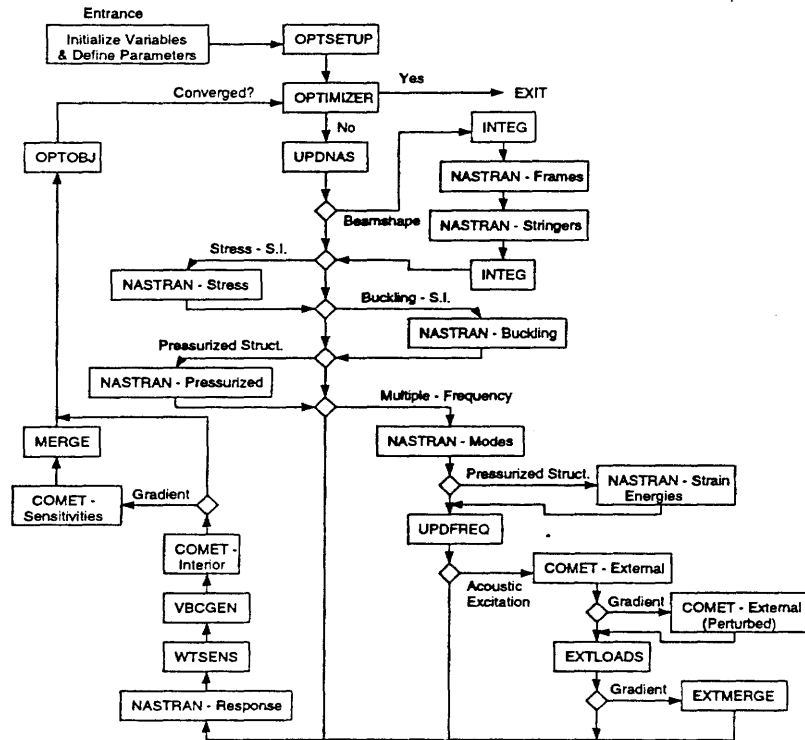 Entrance
Initialize Variables
& Define Parameters
OPTSETUP
Converged?
OPTIMIZER
Yes
EXIT
No
OPTOBJ
UPDNAS
INTEG
NASTRAN - Frames
Beamshape
NASTRAN - Stringers
Stress - S.I.
INTEG
NASTRAN - Stress
Buckling - S.I.
NASTRAN - Buckling
Pressurized Struct.
NASTRAN - Pressurized
Multiple - Frequency
MERGE
NASTRAN - Modes
COMET -
Sensitivities
Gradient
Pressurized Struct.
NASTRAN - Strain
Energies
UPDFREQ
COMET -
Interior
Acoustic
Excitation
COMET - External
VBCGEN
Gradient
COMET - External
(Perturbed)
WTSENS
EXTLOADS
NASTRAN - Response
Gradient
EXTMERGE